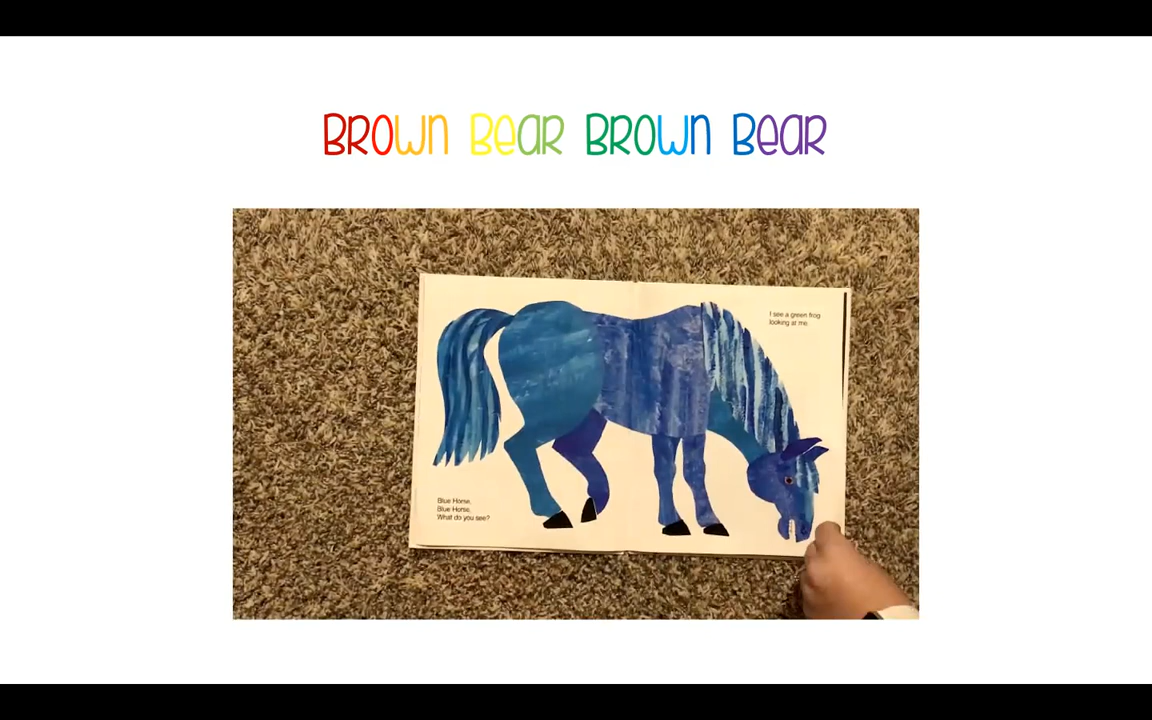 Brown Bear Brown Bear
I see a green frog
looking at me.
Blue Horse,
Blue Horse,
What do you see?